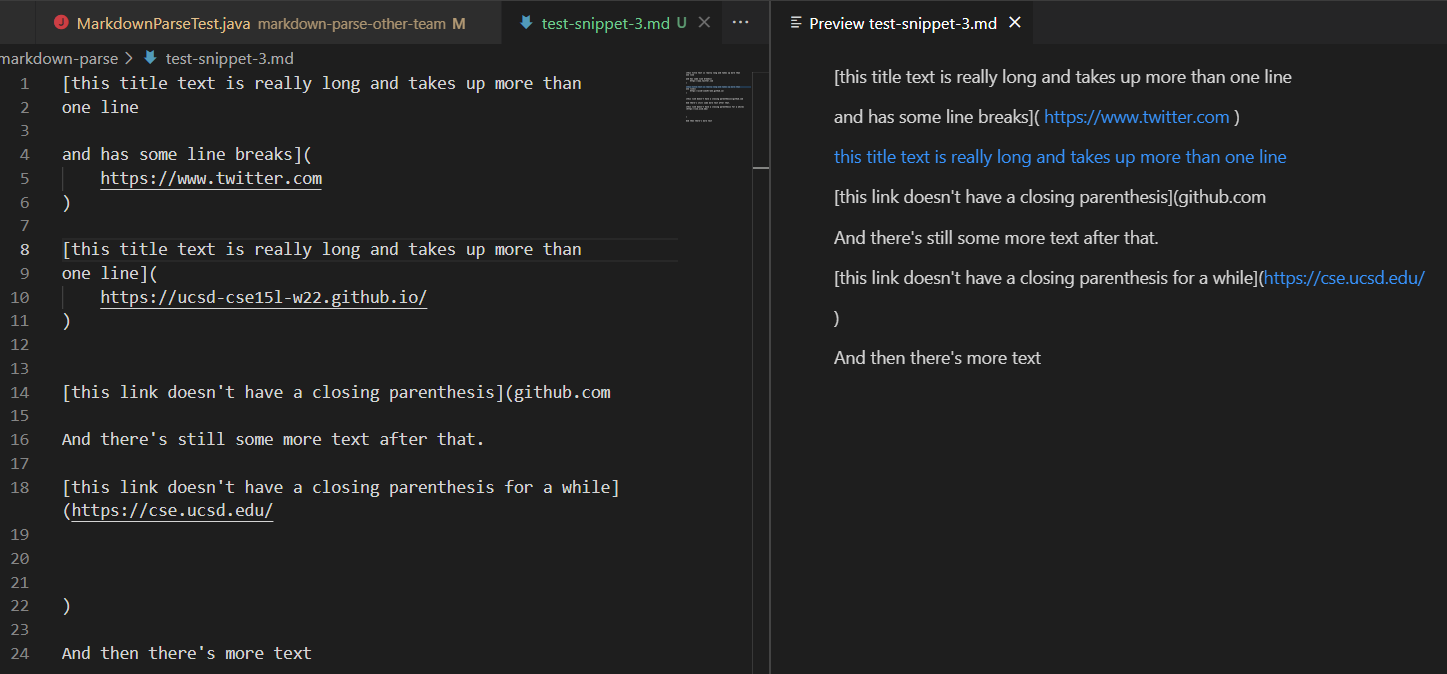 MarkdownParseTest.java markdown-parse-other-team M
test-snippet-3.md U
Preview test-snippet-3.md
markdown-parse > test-snippet-3.md
1 [this title text is really long and takes up more than
2 one line
3
4 and has some line breaks](
5 https://www.twitter.com
6 )
7
8 [this title text is really long and takes up more than
9 one line](
10 https://ucsd-cse15l-w22.github.io/
11 )
12
13
14 [this link doesn't have a closing parenthesis](github.com
15
16 And there's still some more text after that.
17
18 [this link doesn't have a closing parenthesis for a while]
(https://cse.ucsd.edu/
19
20
21
22 )
23
24 And then there's more text
[this title text is really long and takes up more than one line
and has some line breaks]( https://www.twitter.com )
this title text is really long and takes up more than one line
[this link doesn't have a closing parenthesis](github.com
And there's still some more text after that.
[this link doesn't have a closing parenthesis for a while](https://cse.ucsd.edu/
)
And then there's more text